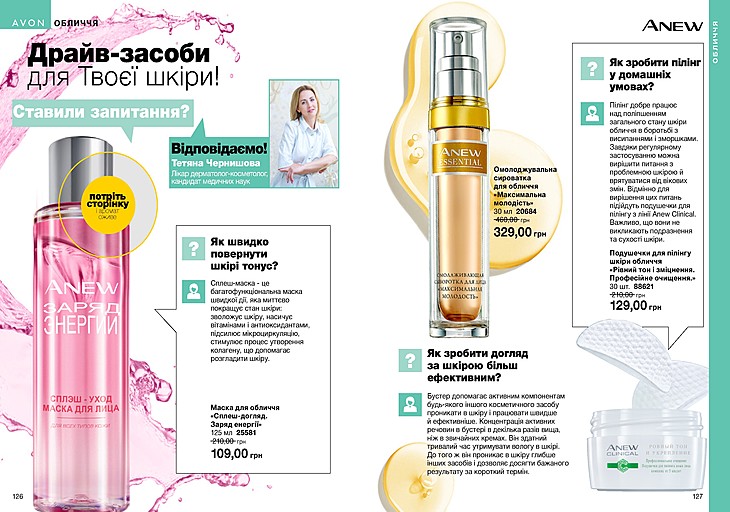 AVON ОБЛИЧЧЯ
Драйв-засоби
для Твоєї шкіри!
Ставили запитання?
Відповідаємо!
Тетяна Чернишова
Лікар дерматолог-косметолог,
кандидат медичних наук
потріть
сторінку
і аромат
оживе
ANEW
ЗАРЯД
ЭНЕРГИИ
СПЛЭШ - УХОД
МАСКА ДЛЯ ЛИЦА
ДЛЯ ВСЕХ ТИПОВ КОЖИ
?
Як швидко
повернути
шкірі тонус?
Сплеш-маска - це
багатофункціональна маска
швидкої дії, яка миттєво
покращує стан шкіри:
зволожує шкіру, насичує
вітамінами і антиоксидантами,
підсилює мікроциркуляцію,
стимулює процес утворення
колагену, що допомагає
розгладити шкіру.
Маска для обличчя
«Сплеш-догляд.
Заряд енергії»
125 мл 25581
210,00 грн
109,00 грн
126
ANEW
ESSENTIAL
ОМОЛАЖИВАЮЩАЯ
СЫВОРОТКА ДЛЯ ЛИЦА
«МАКСИМАЛЬНАЯ
МОЛОДОСТЬ»
Омолоджувальна
сироватка
для обличчя
«Максимальна
молодість»
30 мл 20684
460,00 грн
329,00 грн
?
Як зробити догляд
за шкірою більш
ефективним?
Бустер допомагає активним компонентам
будь-якого іншого косметичного засобу
проникати в шкіру і працювати швидше
й ефективніше. Концентрація активних
речовин в бустері в декілька разів вища,
ніж в звичайних кремах. Він здатний
тривалий час утримувати вологу в шкірі.
До того ж він проникає в шкіру глибше
інших засобів і дозволяє досягти бажаного
результату за короткий термін.
ANEW
ОБЛИЧЧЯ
?
Як зробити пілінг
у домашніх
умовах?
Пілінг добре працює
над поліпшенням
загального стану шкіри
обличчя в боротьбі з
висипаннями і зморшками.
Завдяки регулярному
застосуванню можна
вирішити питання з
проблемною шкірою й
врятуватися від вікових
змін. Відмінно для
вирішення цих питань
підійдуть подушечки для
пілінгу з лінії Anew Clinical.
Важливо, що вони не
викликають подразнення
та сухості шкіри.
Подушечки для пілінгу
шкіри обличчя
«Рівний тон і зміцнення.
Професійне очищення.»
30 шт. 88621
210,00 грн
129,00 грн
ANEW
CLINICAL
РОВНЫЙ ТОН
И УКРЕПЛЕНИЕ
127